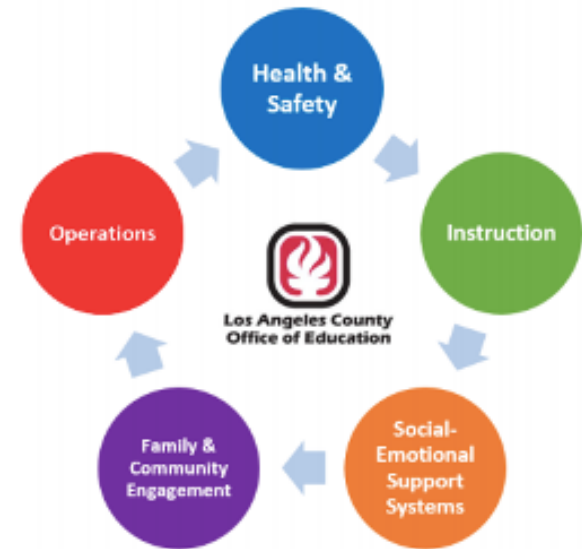 Health &
Safety
Instruction
Social-
Emotional
Support
Systems
Family &
Community
Engagement
Operations
Los Angeles County
Office of Education